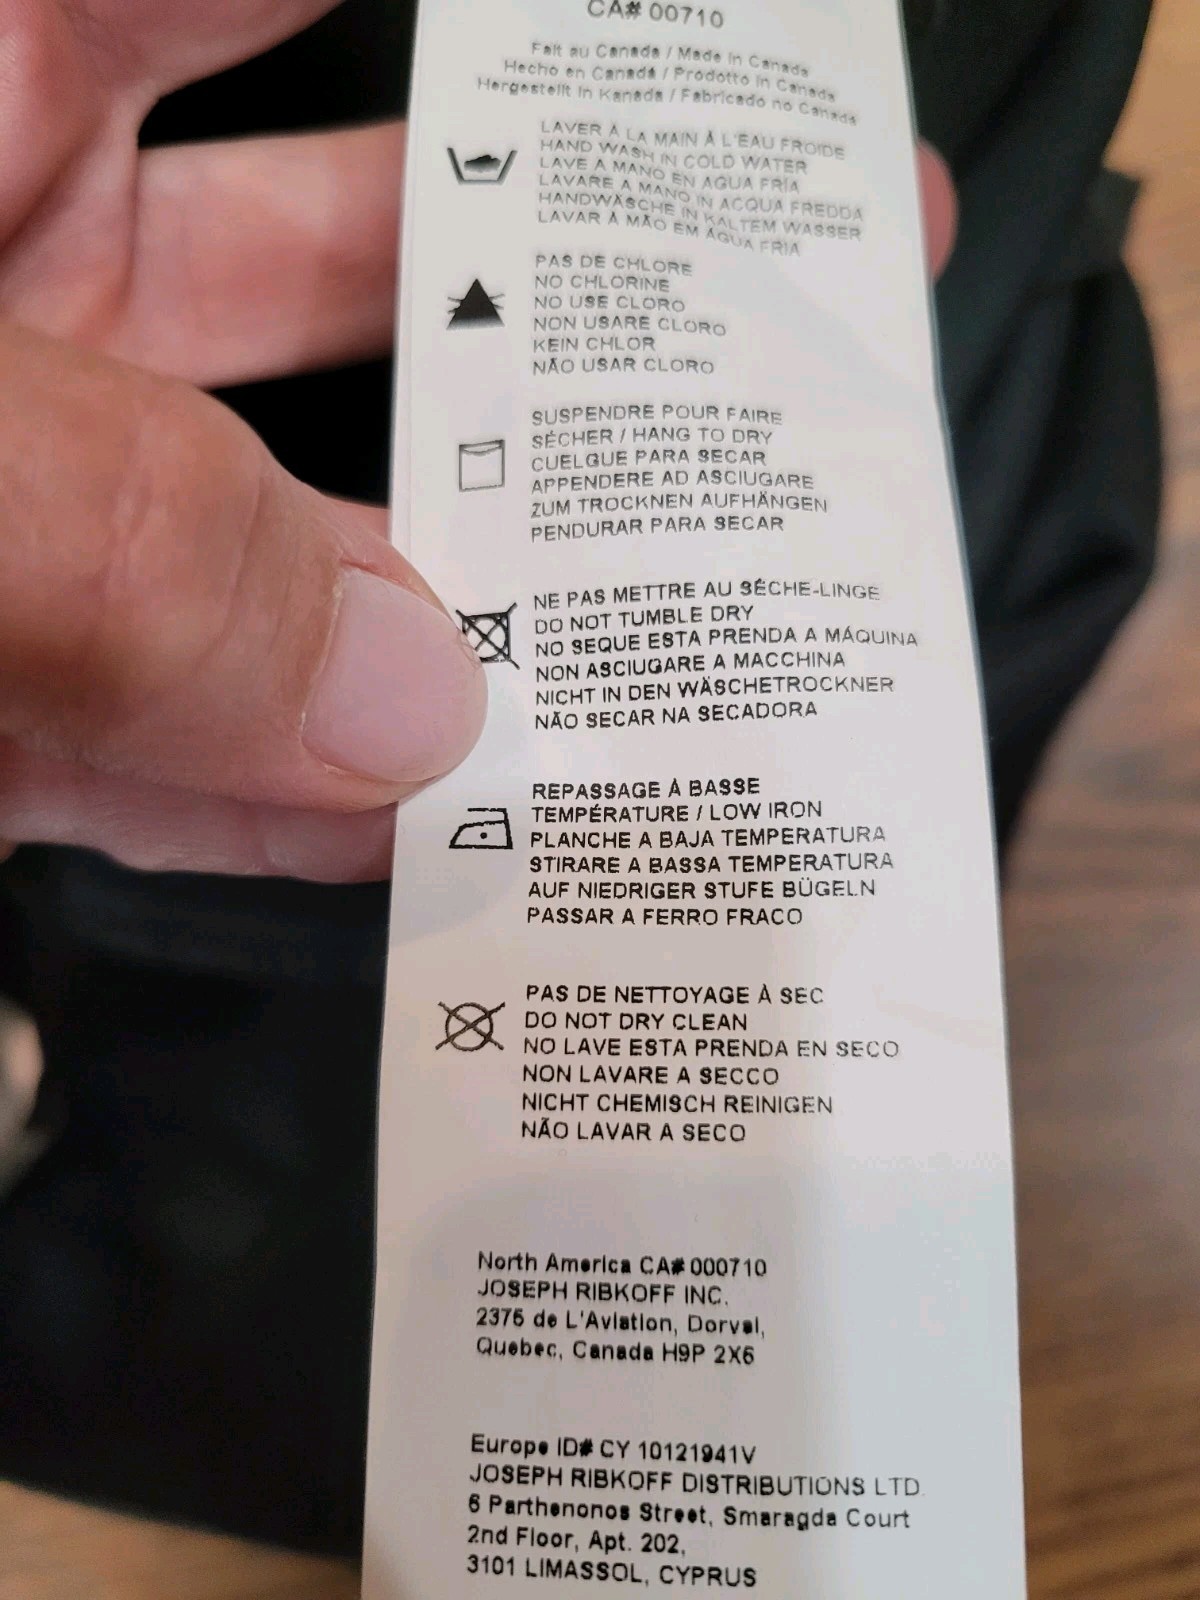 CA# 00710
Fait au Canada / Made in Canada
Hecho en Canadá / Prodotto in Canada
Hergestellt in Kanada / Fabricado no Canada
LAVER À LA MAIN À L'EAU FROIDE
HAND WASH IN COLD WATER
LAVE A MANO EN AGUA FRÍA
LAVARE A MANO IN ACQUA FREDDA
HANDWÄSCHE IN KALTEM WASSER
LAVAR À MÃO EM ÁGUA FRIA
PAS DE CHLORE
NO CHLORINE
NO USE CLORO
NON USARE CLORO
KEIN CHLOR
NÃO USAR CLORO
SUSPENDRE POUR FAIRE
SÉCHER / HANG TO DRY
CUELGUE PARA SECAR
APPENDERE AD ASCIUGARE
ZUM TROCKNEN AUFHÄNGEN
PENDURAR PARA SECAR
NE PAS METTRE AU SÉCHE-LINGE
DO NOT TUMBLE DRY
NO SEQUE ESTA PRENDA A MÁQUINA
NON ASCIUGARE A MACCHINA
NICHT IN DEN WÄSCHETROCKNER
NÃO SECAR NA SECADORA
REPASSAGE À BASSE
TEMPÉRATURE / LOW IRON
PLANCHE A BAJA TEMPERATURA
STIRARE A BASSA TEMPERATURA
AUF NIEDRIGER STUFE BÜGELN
PASSAR A FERRO FRACO
PAS DE NETTOYAGE À SEC
DO NOT DRY CLEAN
NO LAVE ESTA PRENDA EN SECO
NON LAVARE A SECCO
NICHT CHEMISCH REINIGEN
NÃO LAVAR A SECO
North America CA# 000710
JOSEPH RIBKOFF INC.
2375 de L'Aviation, Dorval,
Quebec, Canada H9P 2X6
Europe ID# CY 10121941V
JOSEPH RIBKOFF DISTRIBUTIONS LTD.
6 Parthenonos Street, Smaragda Court
2nd Floor, Apt. 202,
3101 LIMASSOL, CYPRUS